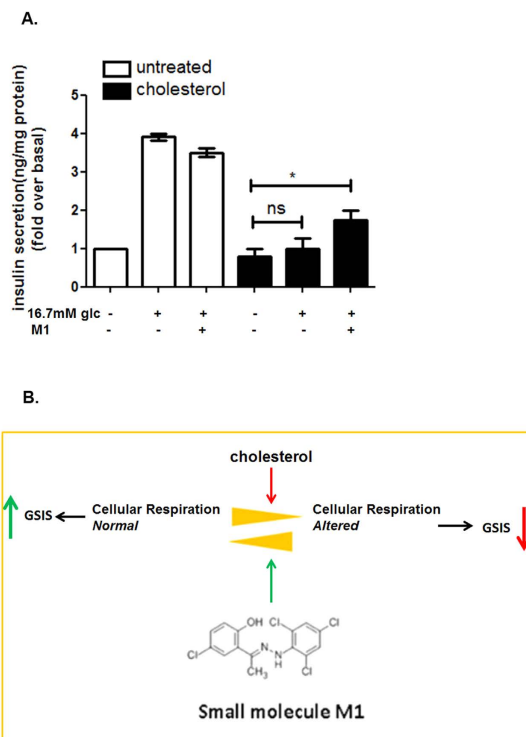 A.
untreated
cholesterol
insulin secretion(ng/mg protein)
(fold over basal)
5
4
3
2
1
0
*
ns
16.7mM glc - + + - + +
M1 - - + - - +
B.
cholesterol
GSIS
Cellular Respiration
Normal
Cellular Respiration
Altered
GSIS
OH
Cl
N
NH
CH3
Cl
Cl
Cl
Small molecule M1